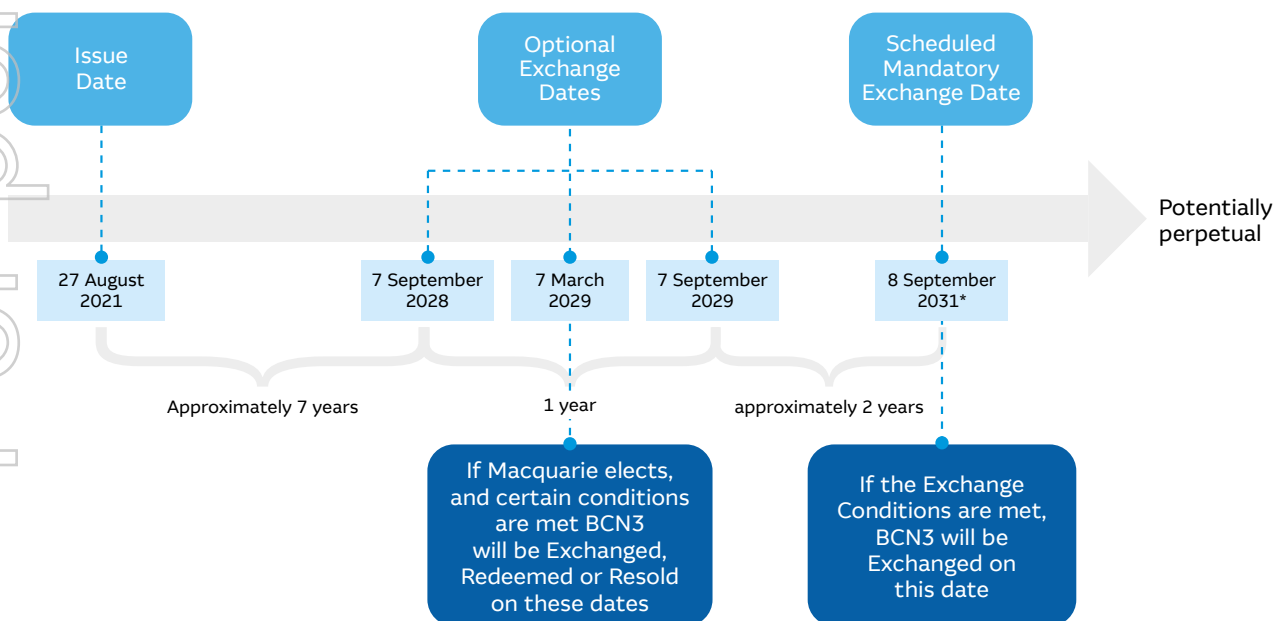 Issue
Date
Optional
Exchange
Dates
Scheduled
Mandatory
Exchange Date
Potentially
perpetual
27 August
2021
7 September
2028
7 March
2029
7 September
2029
8 September
2031*
Approximately 7 years
1 year
approximately 2 years
If Macquarie elects,
and certain conditions
are met BCN3
will be Exchanged,
Redeemed or Resold
on these dates
If the Exchange
Conditions are met,
BCN3 will be
Exchanged on
this date